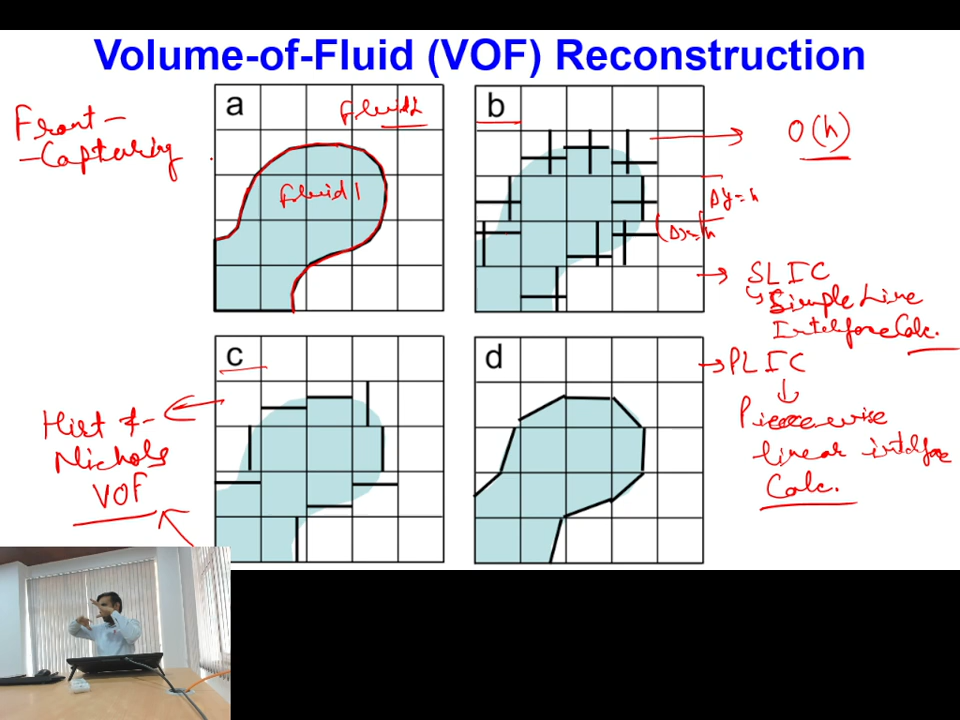 Volume-of-Fluid (VOF) Reconstruction
Front-
-Capturing
a
Fluid2
Fluid1
b
O(h)
Δy=h
Δx=h
SLIC
Simple Line
Interface Calc.
c
Hirt &
Nichols
VOF
d
PLIC
Piecewise
linear interface
Calc.